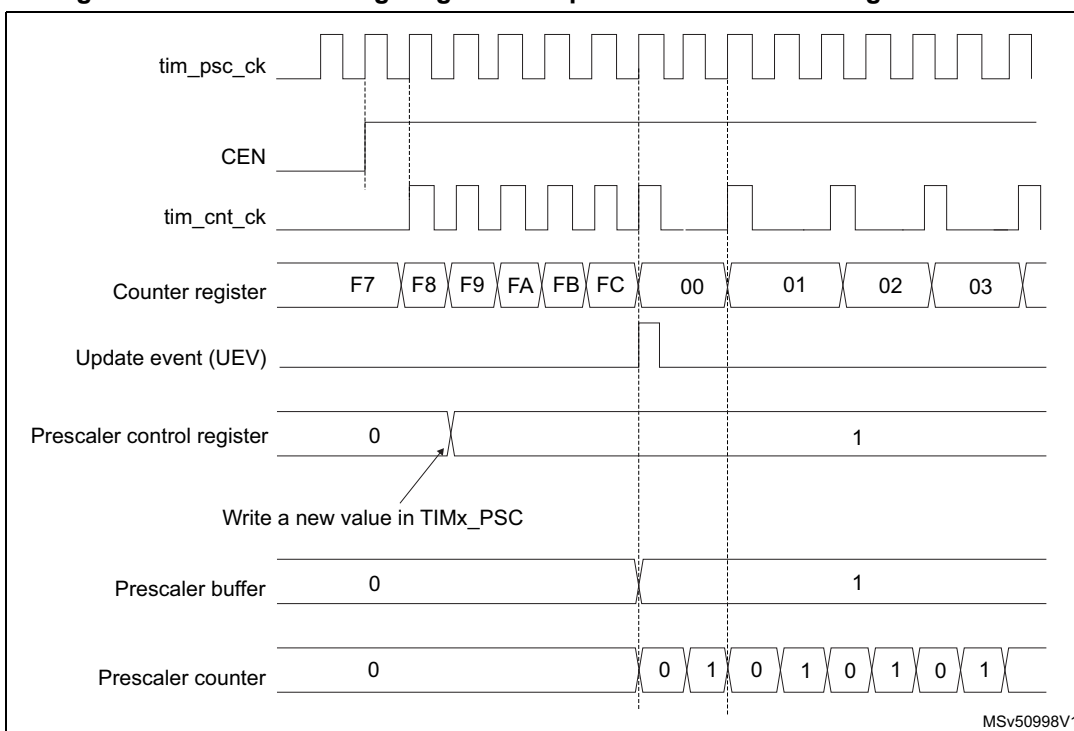 tim_psc_ck
CEN
tim_cnt_ck
Counter register F7 F8 F9 FA FB FC 00 01 02 03
Update event (UEV)
Prescaler control register 0 1
Write a new value in TIMx_PSC
Prescaler buffer 0 1
Prescaler counter 0 0 1 0 1 0 1 0 1
MSv50998V1